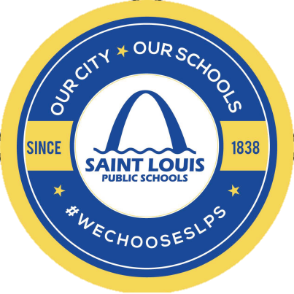 OUR CITY ★ OUR SCHOOLS
SINCE 1838
SAINT LOUIS
PUBLIC SCHOOLS
#WECHOOSESLPS